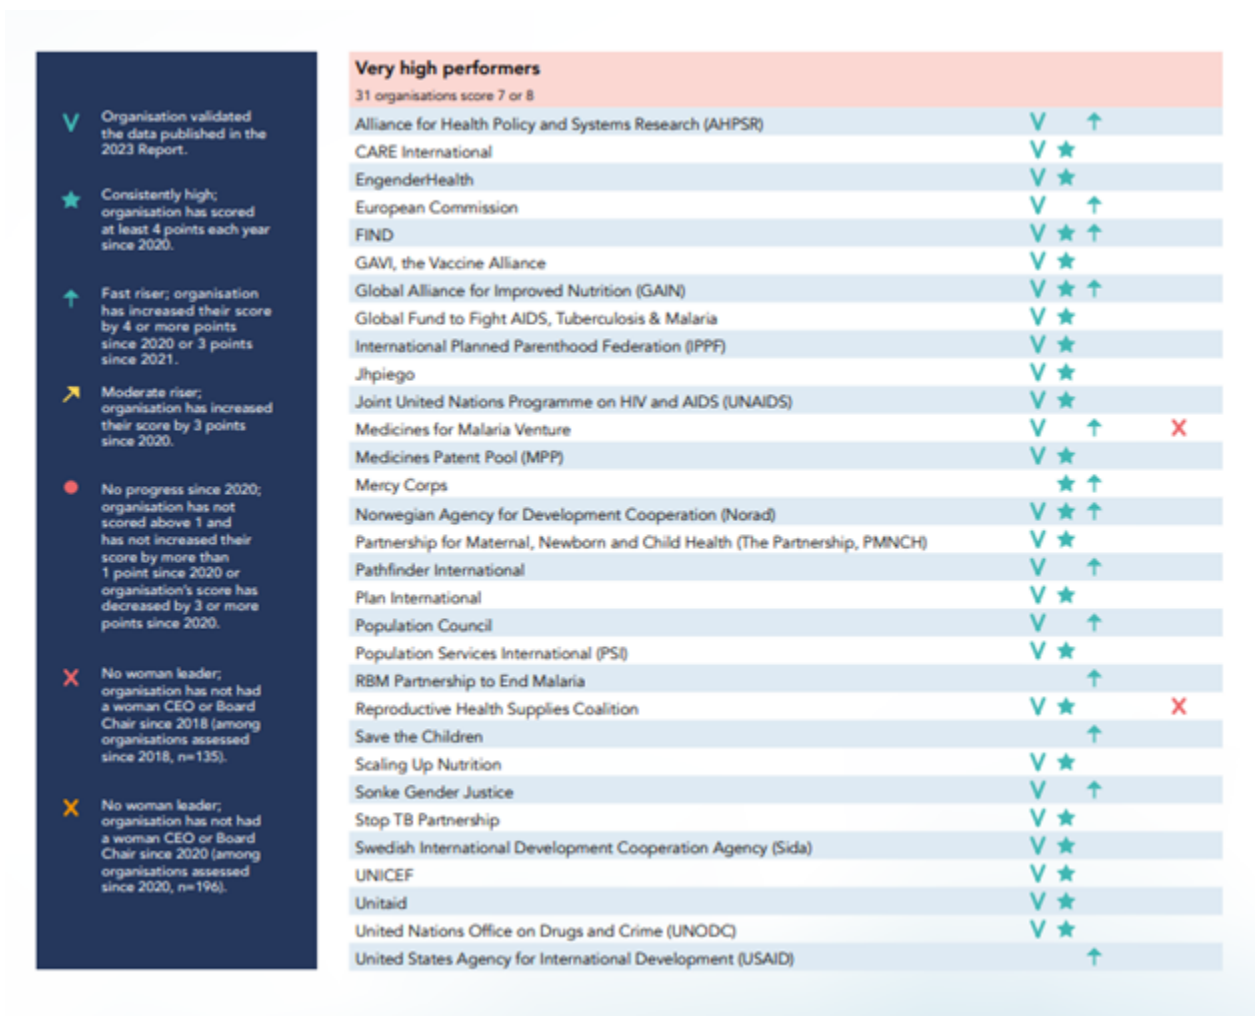 V Organisation validated
the data published in the
2023 Report.
★ Consistently high;
organisation has scored
at least 4 points each year
since 2020.
↑ Fast riser; organisation
has increased their score
by 4 or more points
since 2020 or 3 points
since 2021.
↗ Moderate riser;
organisation has increased
their score by 3 points
since 2020.
● No progress since 2020;
organisation has not
scored above 1 and
has not increased their
score by more than
1 point since 2020 or
organisation's score has
decreased by 3 or more
points since 2020.
X No woman leader;
organisation has not had
a woman CEO or Board
Chair since 2018 (among
organisations assessed
since 2018, n=135).
X No woman leader;
organisation has not had
a woman CEO or Board
Chair since 2020 (among
organisations assessed
since 2020, n=196).
Very high performers
31 organisations score 7 or 8
Alliance for Health Policy and Systems Research (AHPSR) V ↑
CARE International V ★
EngenderHealth V ★
European Commission V ↑
FIND V ★ ↑
GAVI, the Vaccine Alliance V ★
Global Alliance for Improved Nutrition (GAIN) V ★ ↑
Global Fund to Fight AIDS, Tuberculosis & Malaria V ★
International Planned Parenthood Federation (IPPF) V ★
Jhpiego V ★
Joint United Nations Programme on HIV and AIDS (UNAIDS) V ★
Medicines for Malaria Venture V ↑ X
Medicines Patent Pool (MPP) V ★
Mercy Corps ★ ↑
Norwegian Agency for Development Cooperation (Norad) V ★ ↑
Partnership for Maternal, Newborn and Child Health (The Partnership, PMNCH) V ★
Pathfinder International V ↑
Plan International V ★
Population Council V ↑
Population Services International (PSI) V ★
RBM Partnership to End Malaria ↑
Reproductive Health Supplies Coalition V ★ X
Save the Children ↑
Scaling Up Nutrition V ★
Sonke Gender Justice V ↑
Stop TB Partnership V ★
Swedish International Development Cooperation Agency (Sida) V ★
UNICEF V ★
Unitaid V ★
United Nations Office on Drugs and Crime (UNODC) V ★
United States Agency for International Development (USAID) ↑